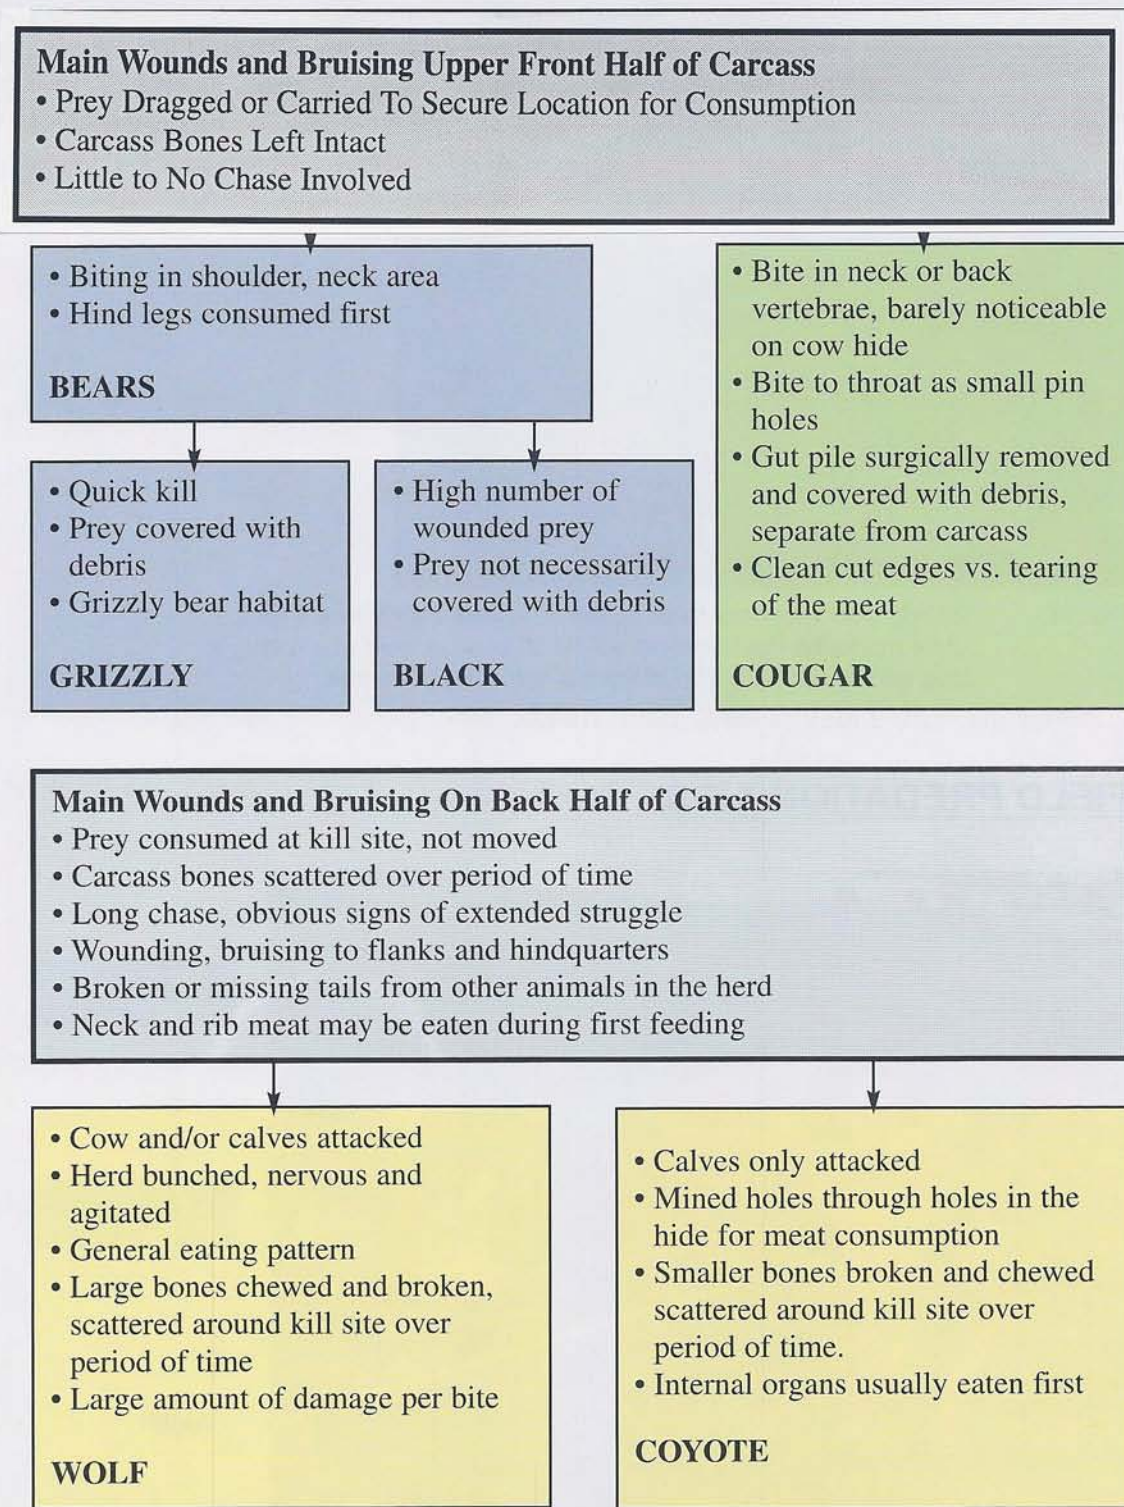 Main Wounds and Bruising Upper Front Half of Carcass
• Prey Dragged or Carried To Secure Location for Consumption
• Carcass Bones Left Intact
• Little to No Chase Involved
• Biting in shoulder, neck area
• Hind legs consumed first
BEARS
• Quick kill
• Prey covered with
debris
• Grizzly bear habitat
GRIZZLY
• High number of
wounded prey
• Prey not necessarily
covered with debris
BLACK
• Bite in neck or back
vertebrae, barely noticeable
on cow hide
• Bite to throat as small pin
holes
• Gut pile surgically removed
and covered with debris,
separate from carcass
• Clean cut edges vs. tearing
of the meat
COUGAR
Main Wounds and Bruising On Back Half of Carcass
• Prey consumed at kill site, not moved
• Carcass bones scattered over period of time
• Long chase, obvious signs of extended struggle
• Wounding, bruising to flanks and hindquarters
• Broken or missing tails from other animals in the herd
• Neck and rib meat may be eaten during first feeding
• Cow and/or calves attacked
• Herd bunched, nervous and
agitated
• General eating pattern
• Large bones chewed and broken,
scattered around kill site over
period of time
• Large amount of damage per bite
WOLF
• Calves only attacked
• Mined holes through holes in the
hide for meat consumption
• Smaller bones broken and chewed
scattered around kill site over
period of time.
• Internal organs usually eaten first
COYOTE